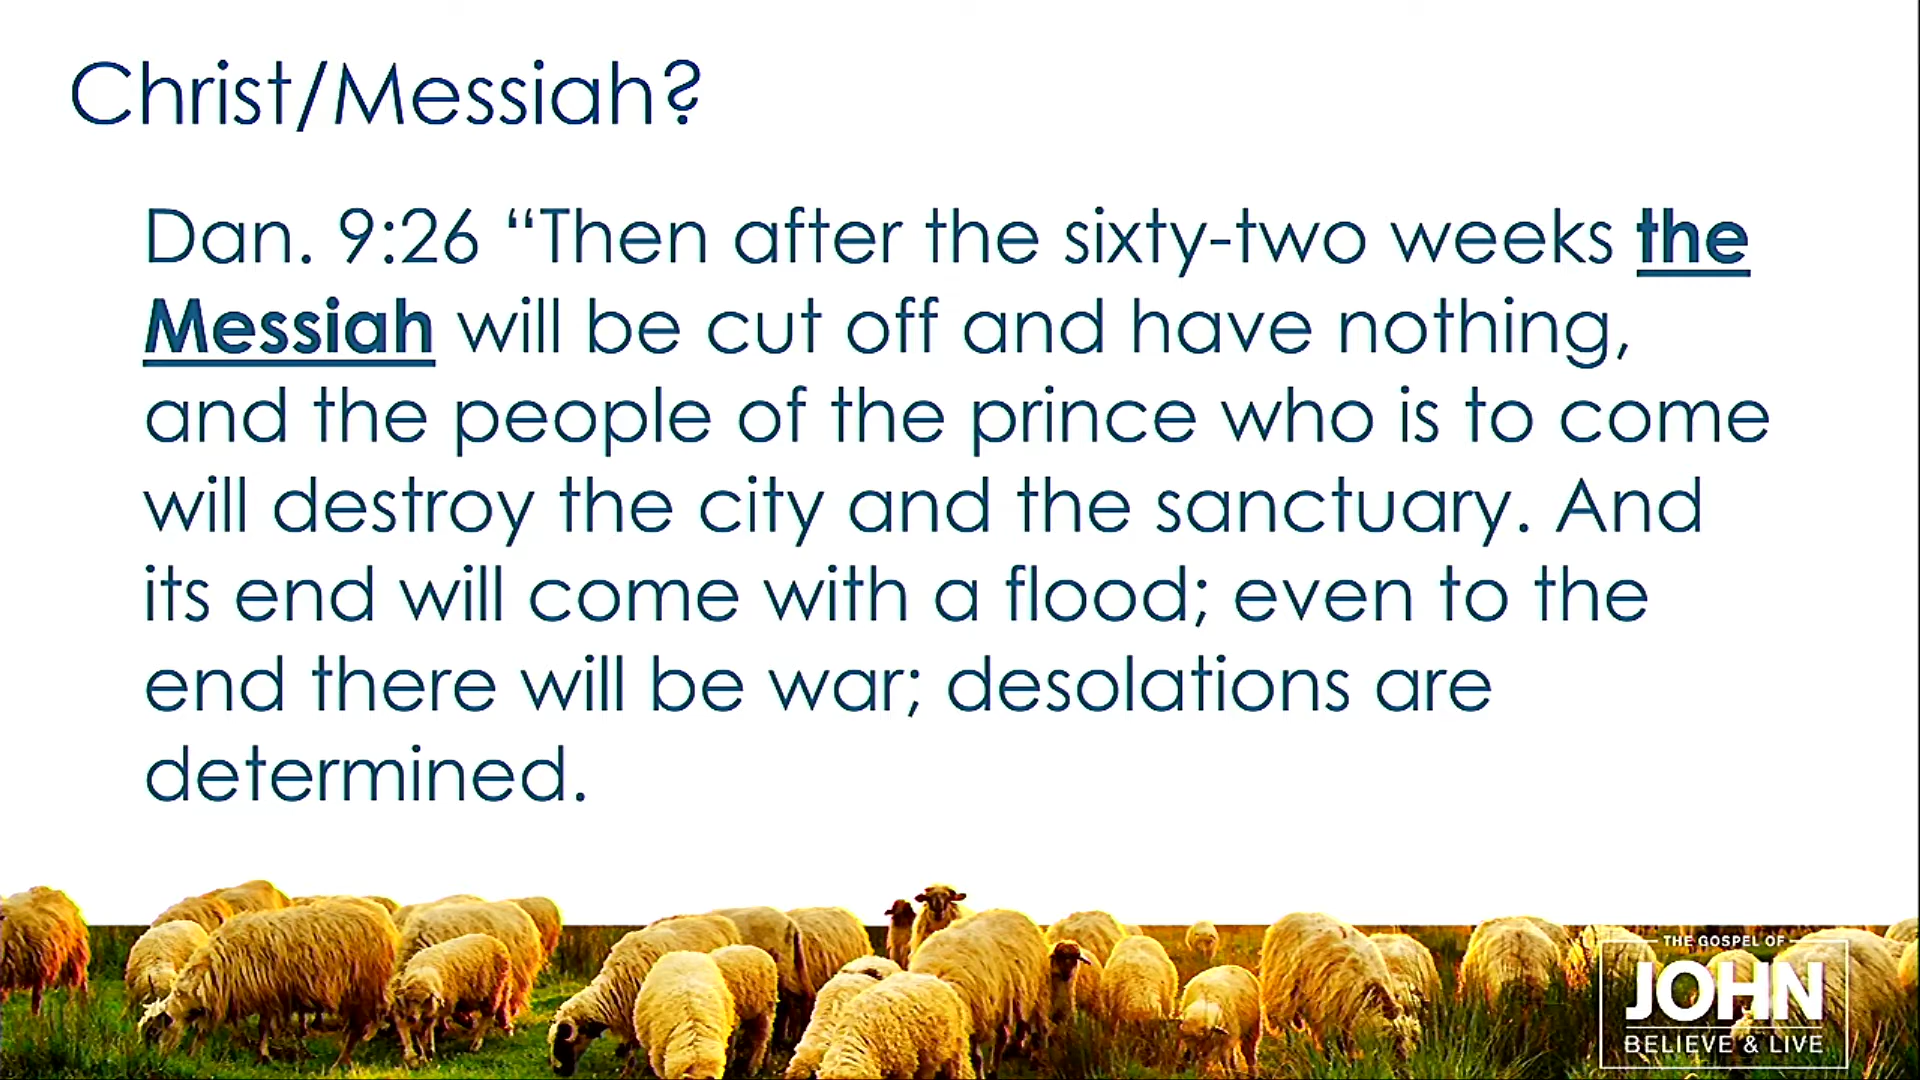 Christ/Messiah?
Dan. 9:26 “Then after the sixty-two weeks the
Messiah will be cut off and have nothing,
and the people of the prince who is to come
will destroy the city and the sanctuary. And
its end will come with a flood; even to the
end there will be war; desolations are
determined.
THE GOSPEL OF
JOHN
BELIEVE & LIVE